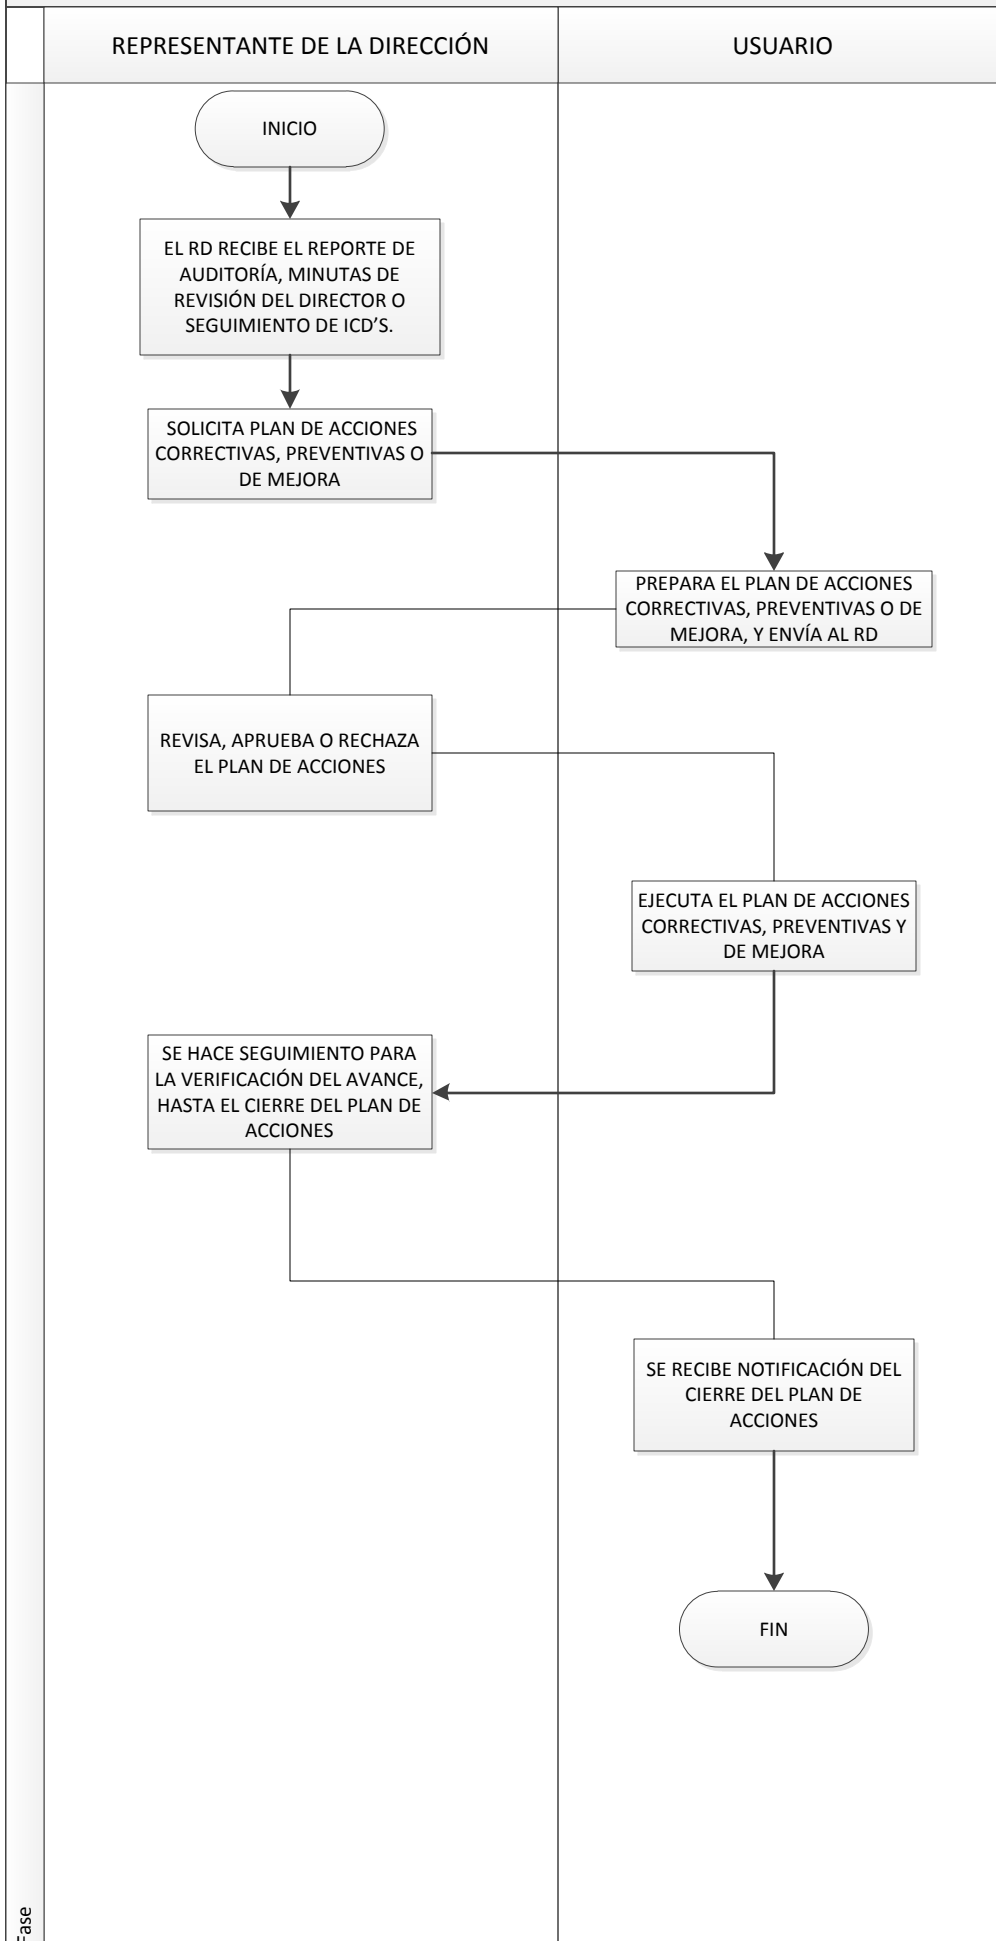 REPRESENTANTE DE LA DIRECCIÓN
USUARIO
INICIO
EL RD RECIBE EL REPORTE DE
AUDITORÍA, MINUTAS DE
REVISIÓN DEL DIRECTOR O
SEGUIMIENTO DE ICD’S.
SOLICITA PLAN DE ACCIONES
CORRECTIVAS, PREVENTIVAS O
DE MEJORA
PREPARA EL PLAN DE ACCIONES
CORRECTIVAS, PREVENTIVAS O DE
MEJORA, Y ENVÍA AL RD
REVISA, APRUEBA O RECHAZA
EL PLAN DE ACCIONES
EJECUTA EL PLAN DE ACCIONES
CORRECTIVAS, PREVENTIVAS Y
DE MEJORA
SE HACE SEGUIMIENTO PARA
LA VERIFICACIÓN DEL AVANCE,
HASTA EL CIERRE DEL PLAN DE
ACCIONES
SE RECIBE NOTIFICACIÓN DEL
CIERRE DEL PLAN DE
ACCIONES
FIN
Fase